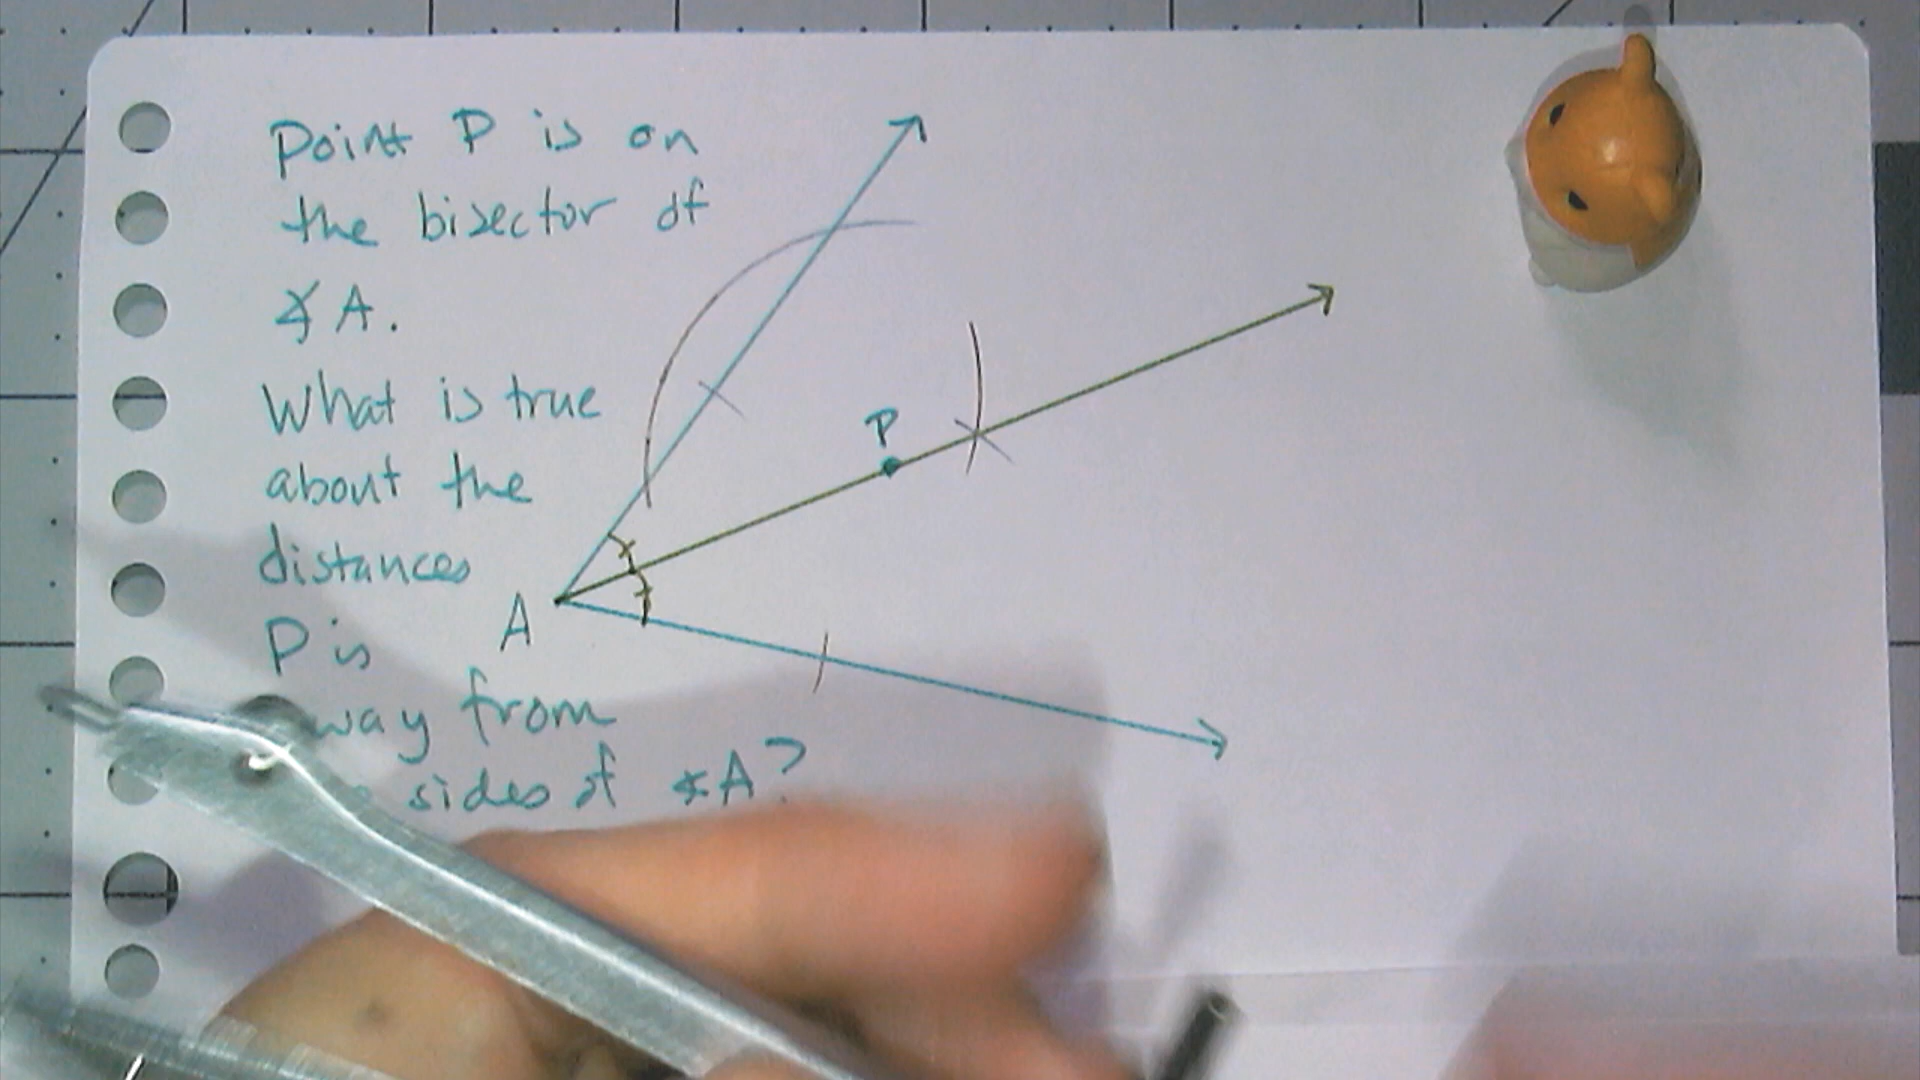 Point P is on
the bisector of
∡A.
What is true
about the
distances
P is
way from
sides of ∡A?
P
A